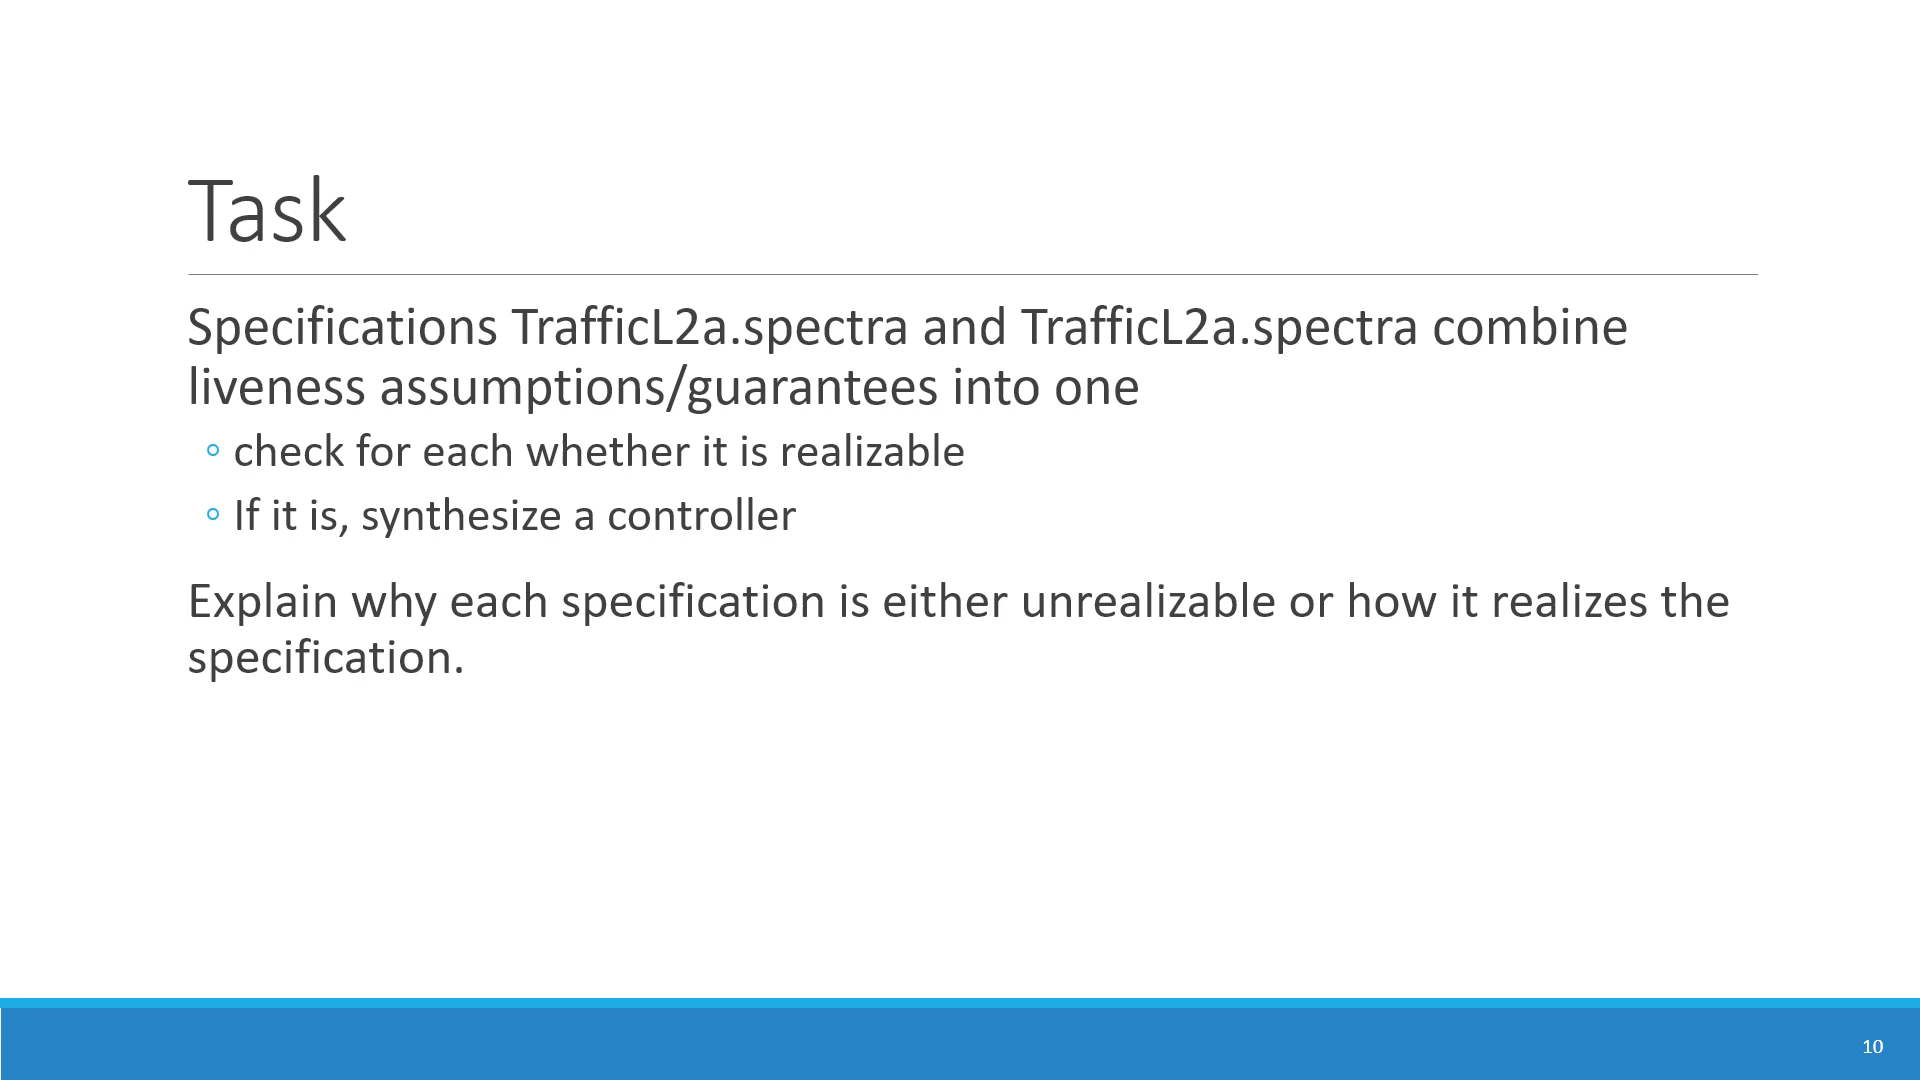 Task
Specifications TrafficL2a.spectra and TrafficL2a.spectra combine
liveness assumptions/guarantees into one
◦ check for each whether it is realizable
◦ If it is, synthesize a controller
Explain why each specification is either unrealizable or how it realizes the
specification.
10